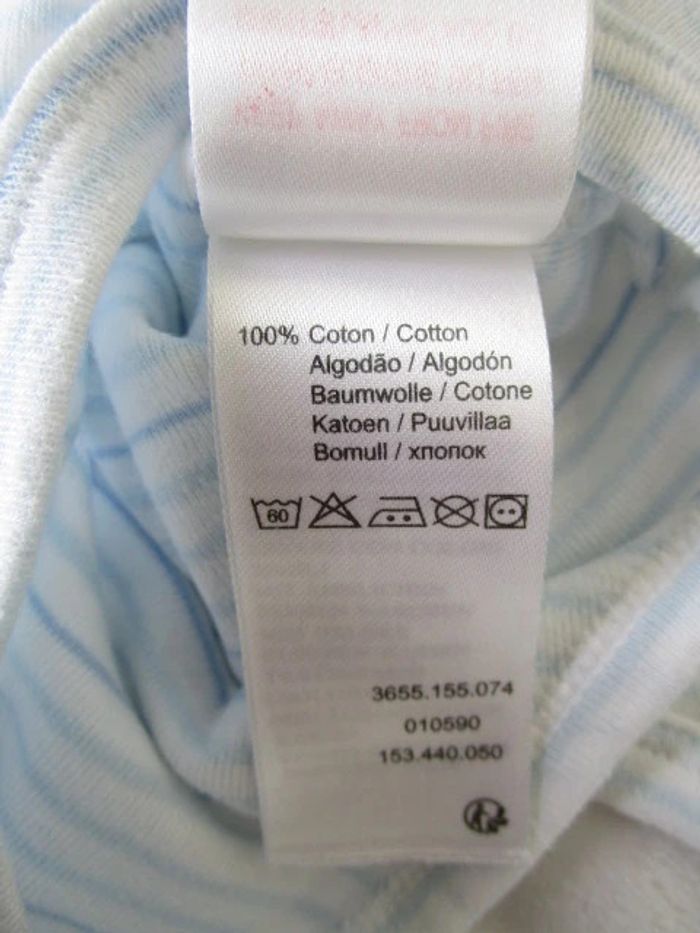 100% Coton / Cotton
Algodão / Algodón
Baumwolle / Cotone
Katoen / Puuvillaa
Bomull / хлопок
60
3655.155.074
010590
153.440.050